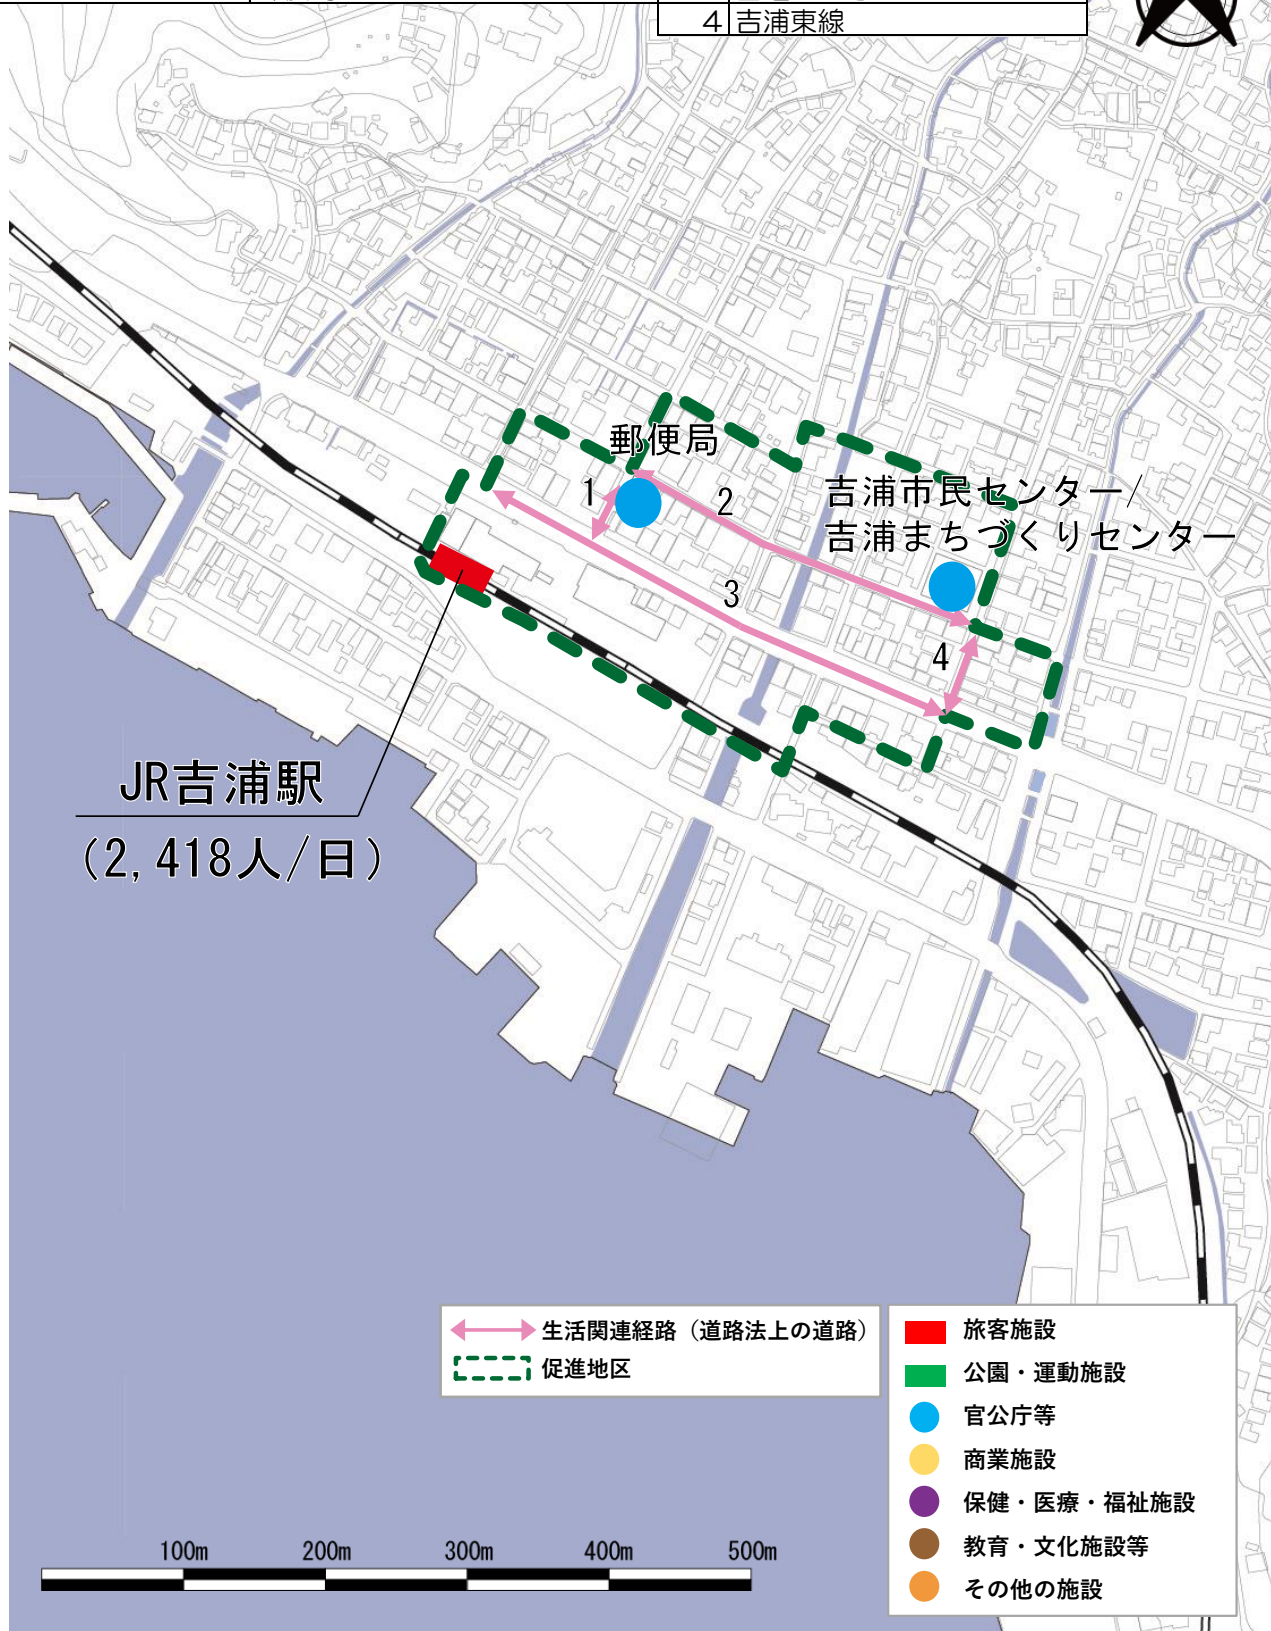 4 吉浦東線
郵便局
1
2
吉浦市民センター/
吉浦まちづくりセンター
3
4
JR吉浦駅
(2,418人/日)
生活関連経路（道路法上の道路）
促進地区
旅客施設
公園・運動施設
官公庁等
商業施設
保健・医療・福祉施設
教育・文化施設等
その他の施設
100m 200m 300m 400m 500m